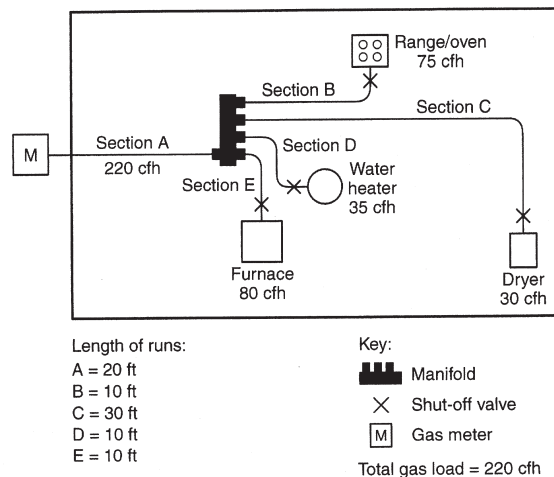 Range/oven
75 cfh
Section B
Section C
Section A
M
220 cfh
Section D
Section E
Water
heater
35 cfh
Furnace
80 cfh
Dryer
30 cfh
Length of runs:
A = 20 ft
B = 10 ft
C = 30 ft
D = 10 ft
E = 10 ft
Key:
Manifold
Shut-off valve
M Gas meter
Total gas load = 220 cfh